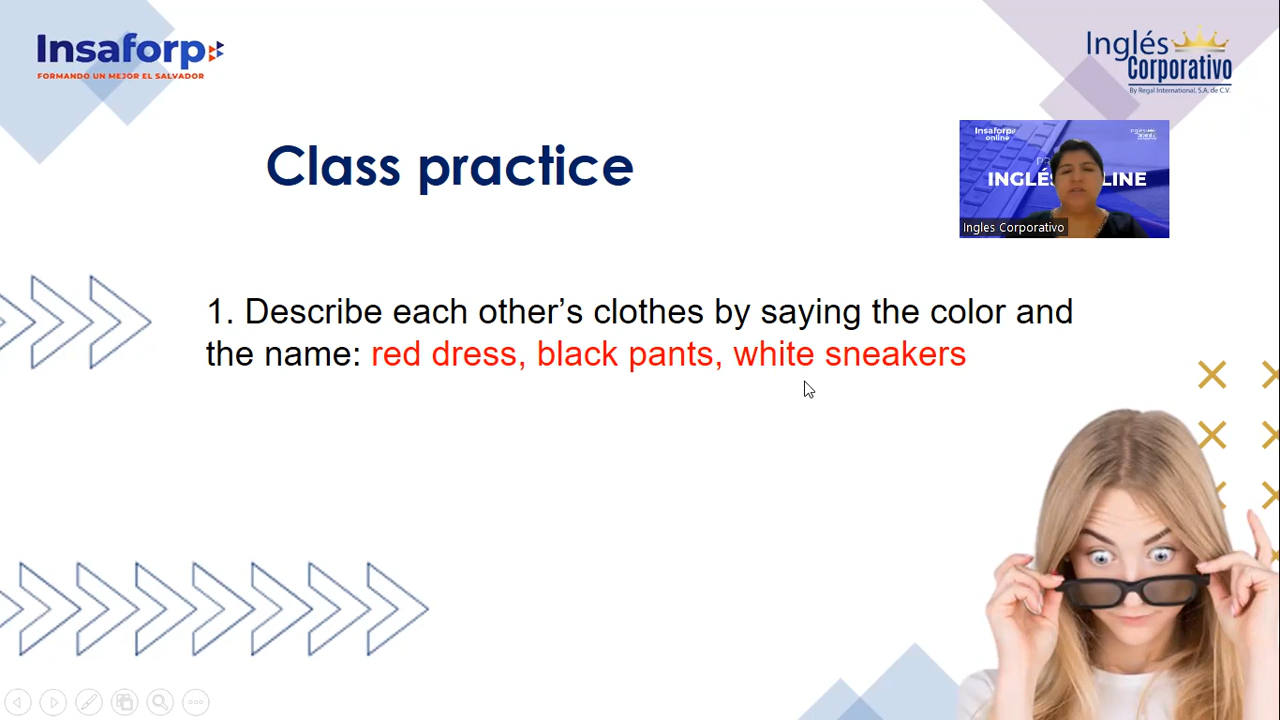 Insaforp
FORMANDO UN MEJOR EL SALVADOR
Inglés
Corporativo
By Regal International, S.A. de C.V.
Class practice
Insaforp
online
INGLÉS
LINE
Ingles Corporativo
1. Describe each other’s clothes by saying the color and
the name: red dress, black pants, white sneakers